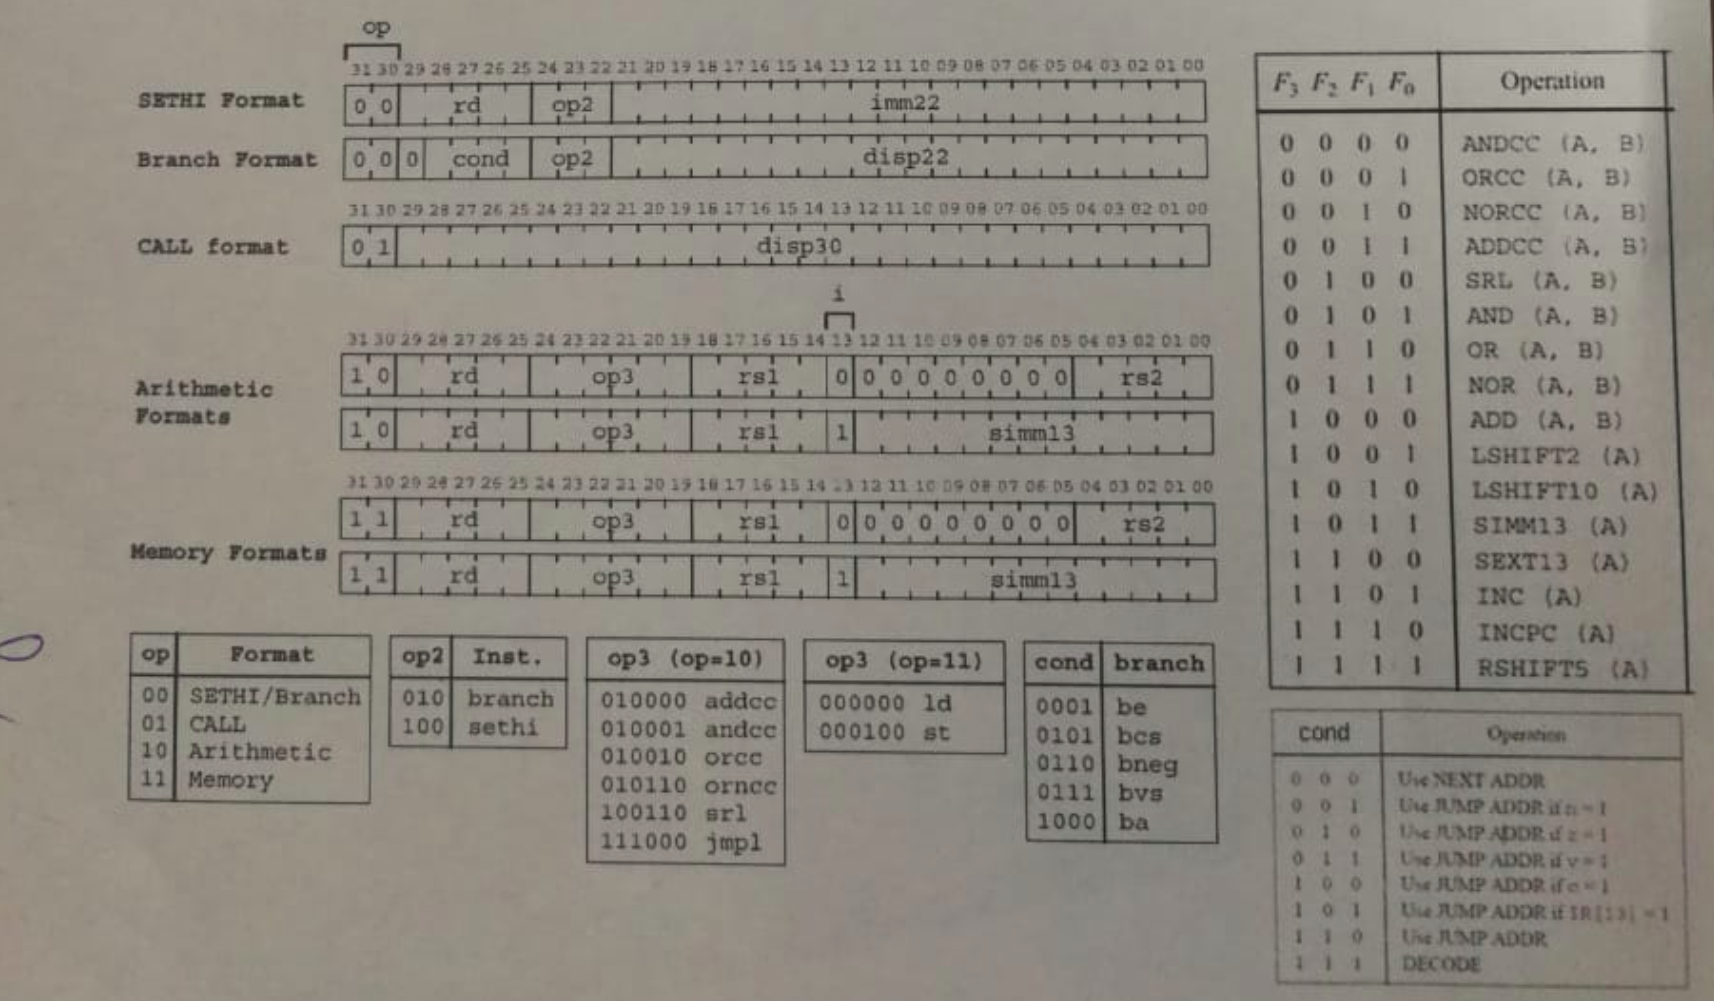 op
31 30 29 28 27 26 25 24 23 22 21 20 19 18 17 16 15 14 13 12 11 10 09 08 07 06 05 04 03 02 01 00
SETHI Format 0 0 rd op2 imm22
Branch Format 0 0 0 cond op2 disp22
31 30 29 28 27 26 25 24 23 22 21 20 19 18 17 16 15 14 13 12 11 10 09 08 07 06 05 04 03 02 01 00
CALL format 0 1 disp30
i
31 30 29 28 27 26 25 24 23 22 21 20 19 18 17 16 15 14 13 12 11 10 09 08 07 06 05 04 03 02 01 00
Arithmetic
Formats
1 0 rd op3 rs1 0 0 0 0 0 0 0 0 0 rs2
1 0 rd op3 rs1 1 simm13
31 30 29 28 27 26 25 24 23 22 21 20 19 18 17 16 15 14 13 12 11 10 09 08 07 06 05 04 03 02 01 00
Memory Formats
1 1 rd op3 rs1 0 0 0 0 0 0 0 0 0 rs2
1 1 rd op3 rs1 1 simm13
op Format
00 SETHI/Branch
01 CALL
10 Arithmetic
11 Memory
op2 Inst.
010 branch
100 sethi
op3 (op=10)
010000 addcc
010001 andcc
010010 orcc
010110 orncc
100110 srl
111000 jmpl
op3 (op=11)
000000 ld
000100 st
cond branch
0001 be
0101 bcs
0110 bneg
0111 bvs
1000 ba
F3 F2 F1 F0 Operation
0 0 0 0 ANDCC (A, B)
0 0 0 1 ORCC (A, B)
0 0 1 0 NORCC (A, B)
0 0 1 1 ADDCC (A, B)
0 1 0 0 SRL (A, B)
0 1 0 1 AND (A, B)
0 1 1 0 OR (A, B)
0 1 1 1 NOR (A, B)
1 0 0 0 ADD (A, B)
1 0 0 1 LSHIFT2 (A)
1 0 1 0 LSHIFT10 (A)
1 0 1 1 SIMM13 (A)
1 1 0 0 SEXT13 (A)
1 1 0 1 INC (A)
1 1 1 0 INCPC (A)
1 1 1 1 RSHIFT5 (A)
cond Operation
0 0 0 Use NEXT ADDR
0 0 1 Use JUMP ADDR if n = 1
0 1 0 Use JUMP ADDR if z = 1
0 1 1 Use JUMP ADDR if v = 1
1 0 0 Use JUMP ADDR if c = 1
1 0 1 Use JUMP ADDR if IR[13] = 1
1 1 0 Use JUMP ADDR
1 1 1 DECODE